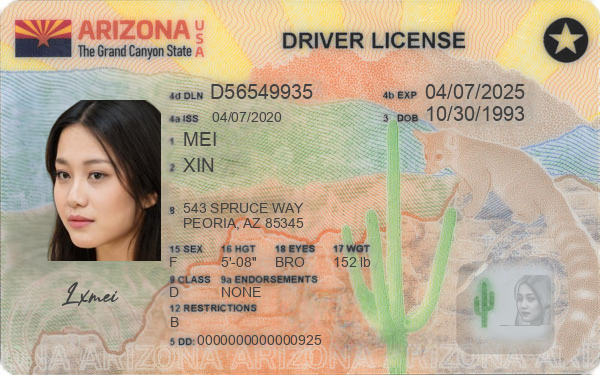 ARIZONA USA
The Grand Canyon State
DRIVER LICENSE
4d DLN D56549935
4b EXP 04/07/2025
4a ISS 04/07/2020
3 DOB 10/30/1993
1 MEI
2 XIN
8 543 SPRUCE WAY
PEORIA, AZ 85345
15 SEX 16 HGT 18 EYES 17 WGT
F 5'-08" BRO 152 lb
9 CLASS 9a ENDORSEMENTS
D NONE
12 RESTRICTIONS
B
5 DD: 0000000000000925
Lxmei
ARIZONA ARIZONA ARIZONA ARIZONA